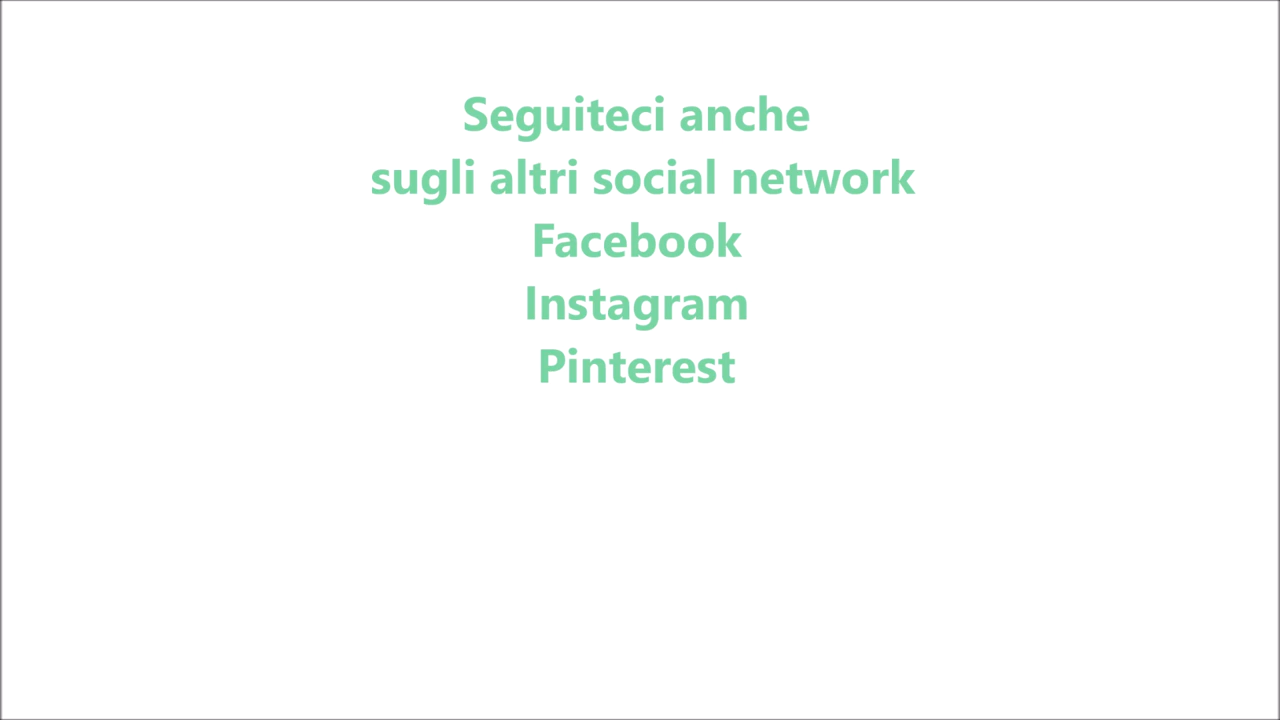 Seguiteci anche
sugli altri social network
Facebook
Instagram
Pinterest